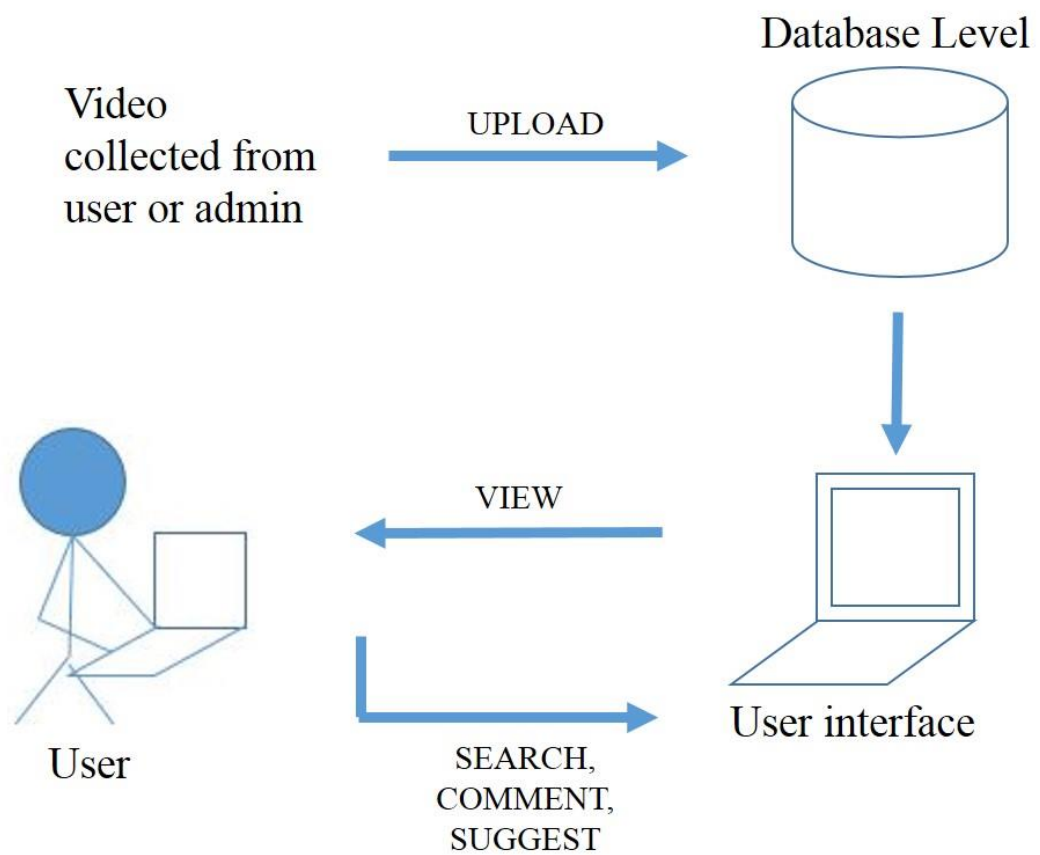 Database Level
Video
collected from
user or admin
UPLOAD
VIEW
User interface
User
SEARCH,
COMMENT,
SUGGEST